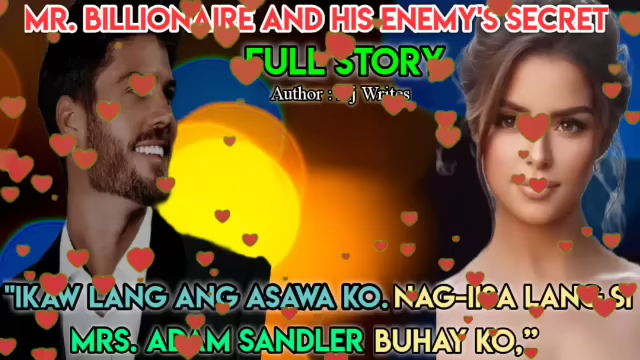 MR. BILLIONAIRE AND HIS ENEMY'S SECRET
FULL STORY
Author : j Writes
"IKAW LANG ANG ASAWA KO. NAG-IISA LANG SI
MRS. ADAM SANDLER BUHAY KO,”